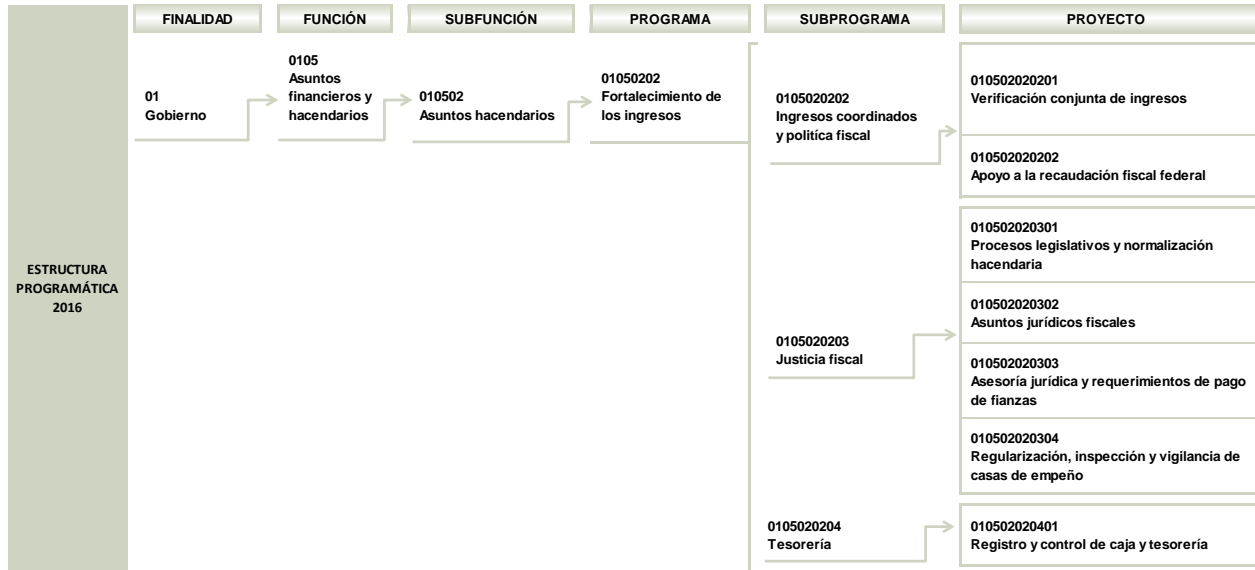 FINALIDAD
FUNCIÓN
SUBFUNCIÓN
PROGRAMA
SUBPROGRAMA
PROYECTO
ESTRUCTURA
PROGRAMÁTICA
2016
01
Gobierno
0105
Asuntos
financieros y
hacendarios
010502
Asuntos hacendarios
01050202
Fortalecimiento de
los ingresos
0105020202
Ingresos coordinados
y politíca fiscal
010502020201
Verificación conjunta de ingresos
010502020202
Apoyo a la recaudación fiscal federal
0105020203
Justicia fiscal
010502020301
Procesos legislativos y normalización
hacendaria
010502020302
Asuntos jurídicos fiscales
010502020303
Asesoría jurídica y requerimientos de pago
de fianzas
010502020304
Regularización, inspección y vigilancia de
casas de empeño
0105020204
Tesorería
010502020401
Registro y control de caja y tesorería